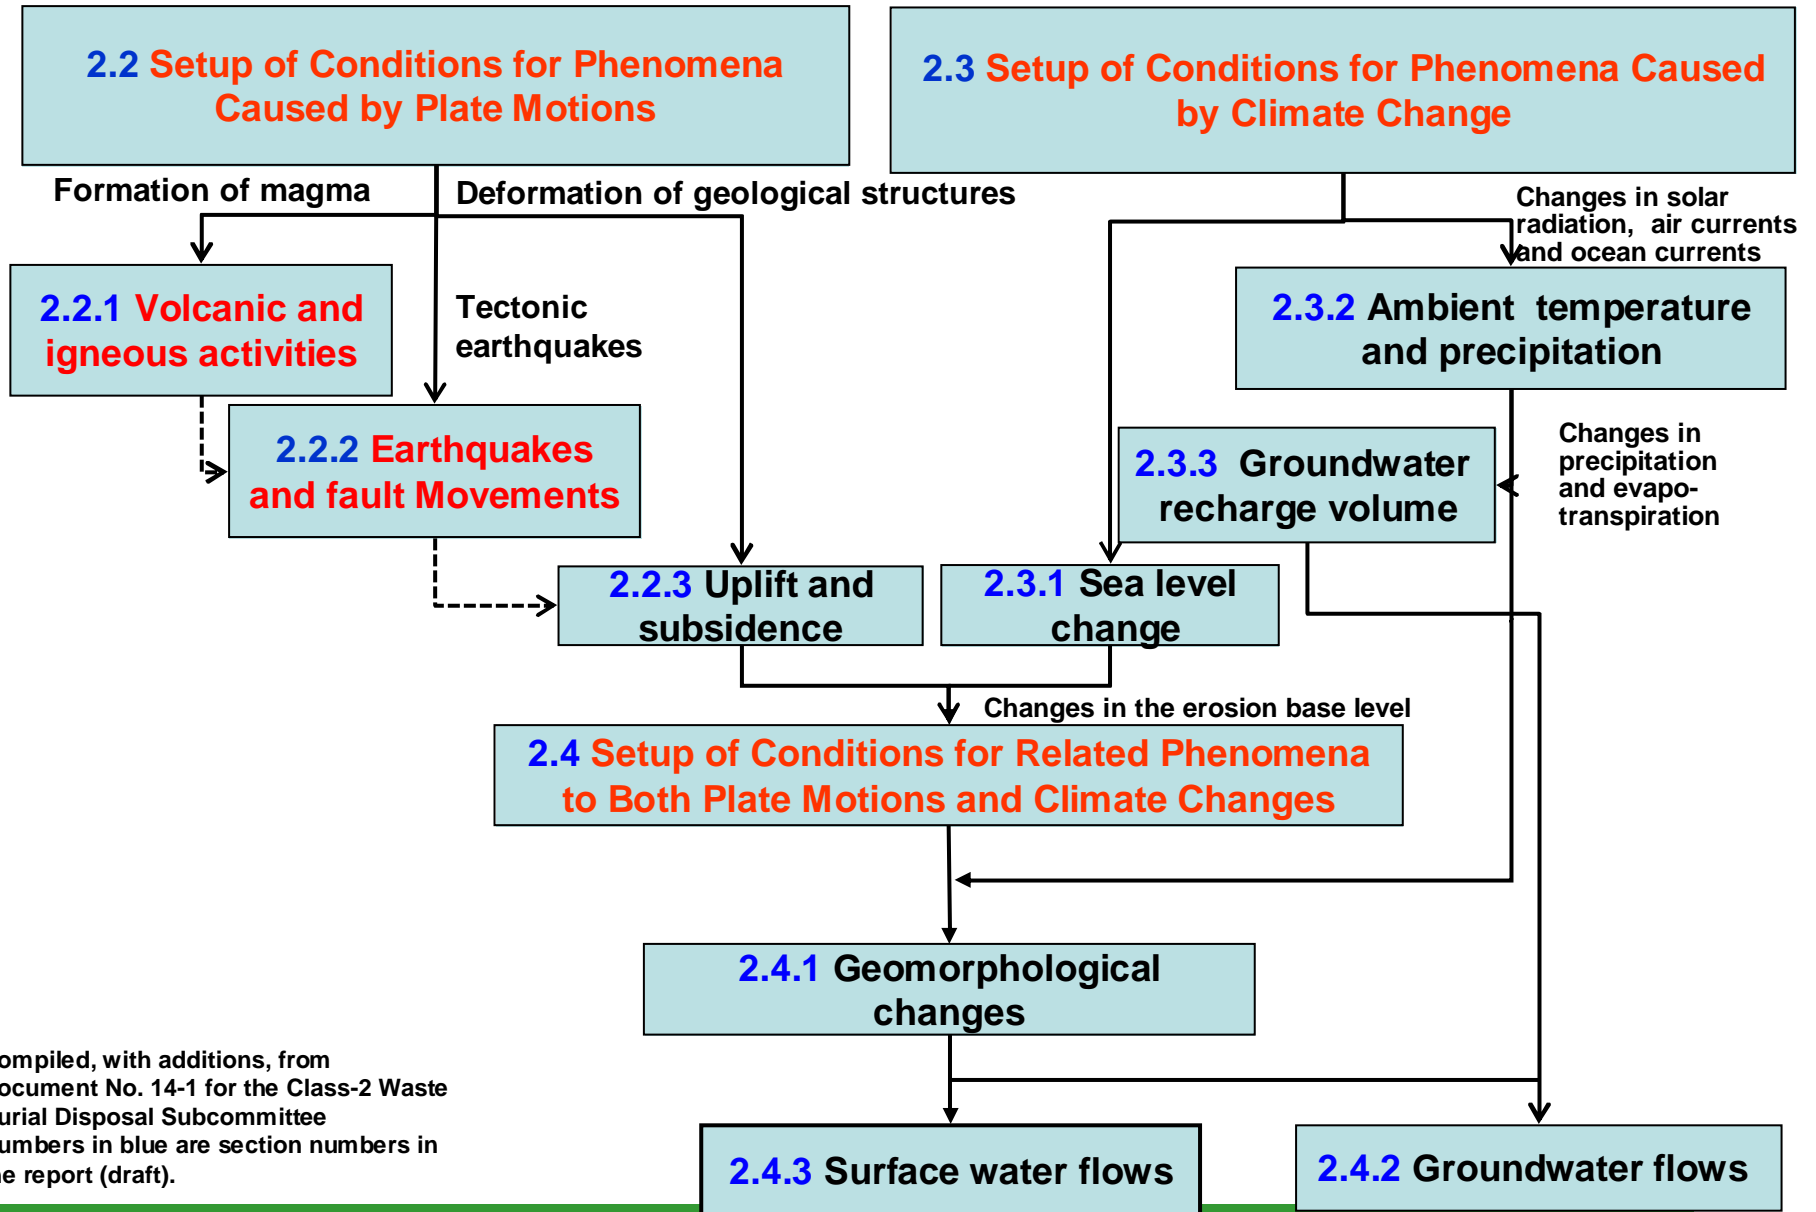 2.2 Setup of Conditions for Phenomena
Caused by Plate Motions
2.3 Setup of Conditions for Phenomena Caused
by Climate Change
Formation of magma
Deformation of geological structures
Changes in solar
radiation, air currents
and ocean currents
2.2.1 Volcanic and
igneous activities
Tectonic
earthquakes
2.3.2 Ambient temperature
and precipitation
2.2.2 Earthquakes
and fault Movements
2.3.3 Groundwater
recharge volume
Changes in
precipitation
and evapo-
transpiration
2.2.3 Uplift and
subsidence
2.3.1 Sea level
change
Changes in the erosion base level
2.4 Setup of Conditions for Related Phenomena
to Both Plate Motions and Climate Changes
2.4.1 Geomorphological
changes
ompiled, with additions, from
ocument No. 14-1 for the Class-2 Waste
urial Disposal Subcommittee
umbers in blue are section numbers in
he report (draft).
2.4.3 Surface water flows
2.4.2 Groundwater flows